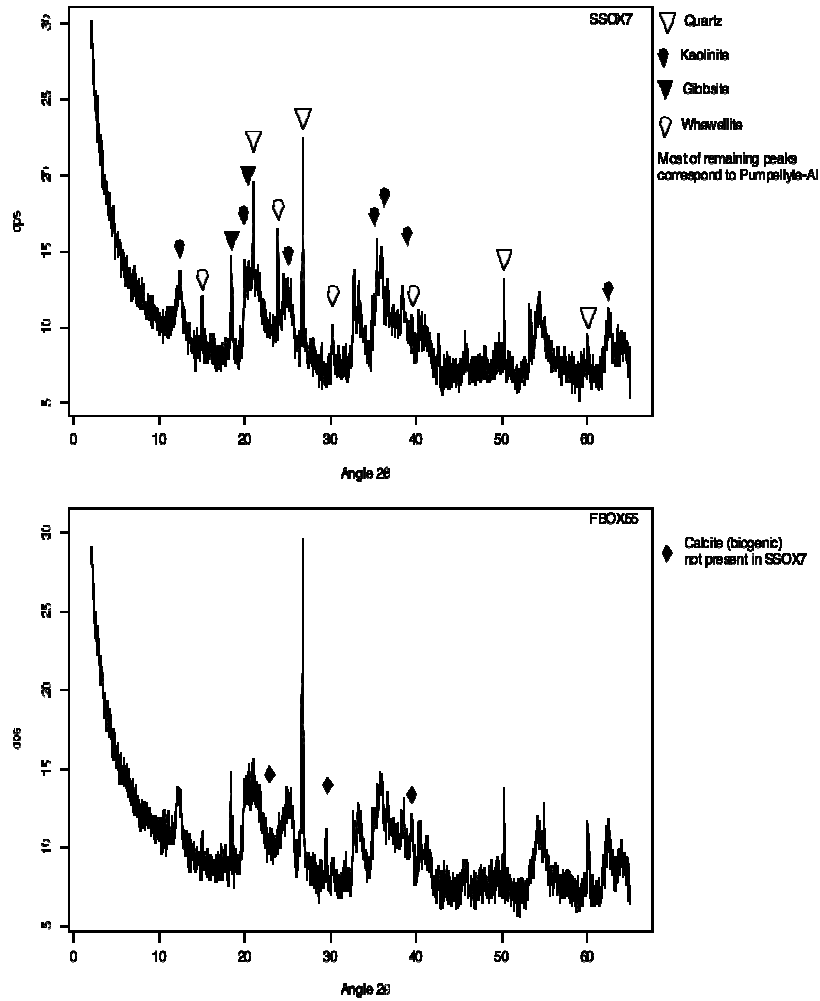 SSOX7
Quartz
Kaolinite
Gibbsite
Whewellite
Most of remaining peaks
correspond to Pumpellyte-Al
30
25
20
15
10
5
cps
0 10 20 30 40 50 60
Angle 2θ
FBOX55
Calcite (biogenic)
not present in SSOX7
30
25
20
15
10
5
cps
0 10 20 30 40 50 60
Angle 2θ